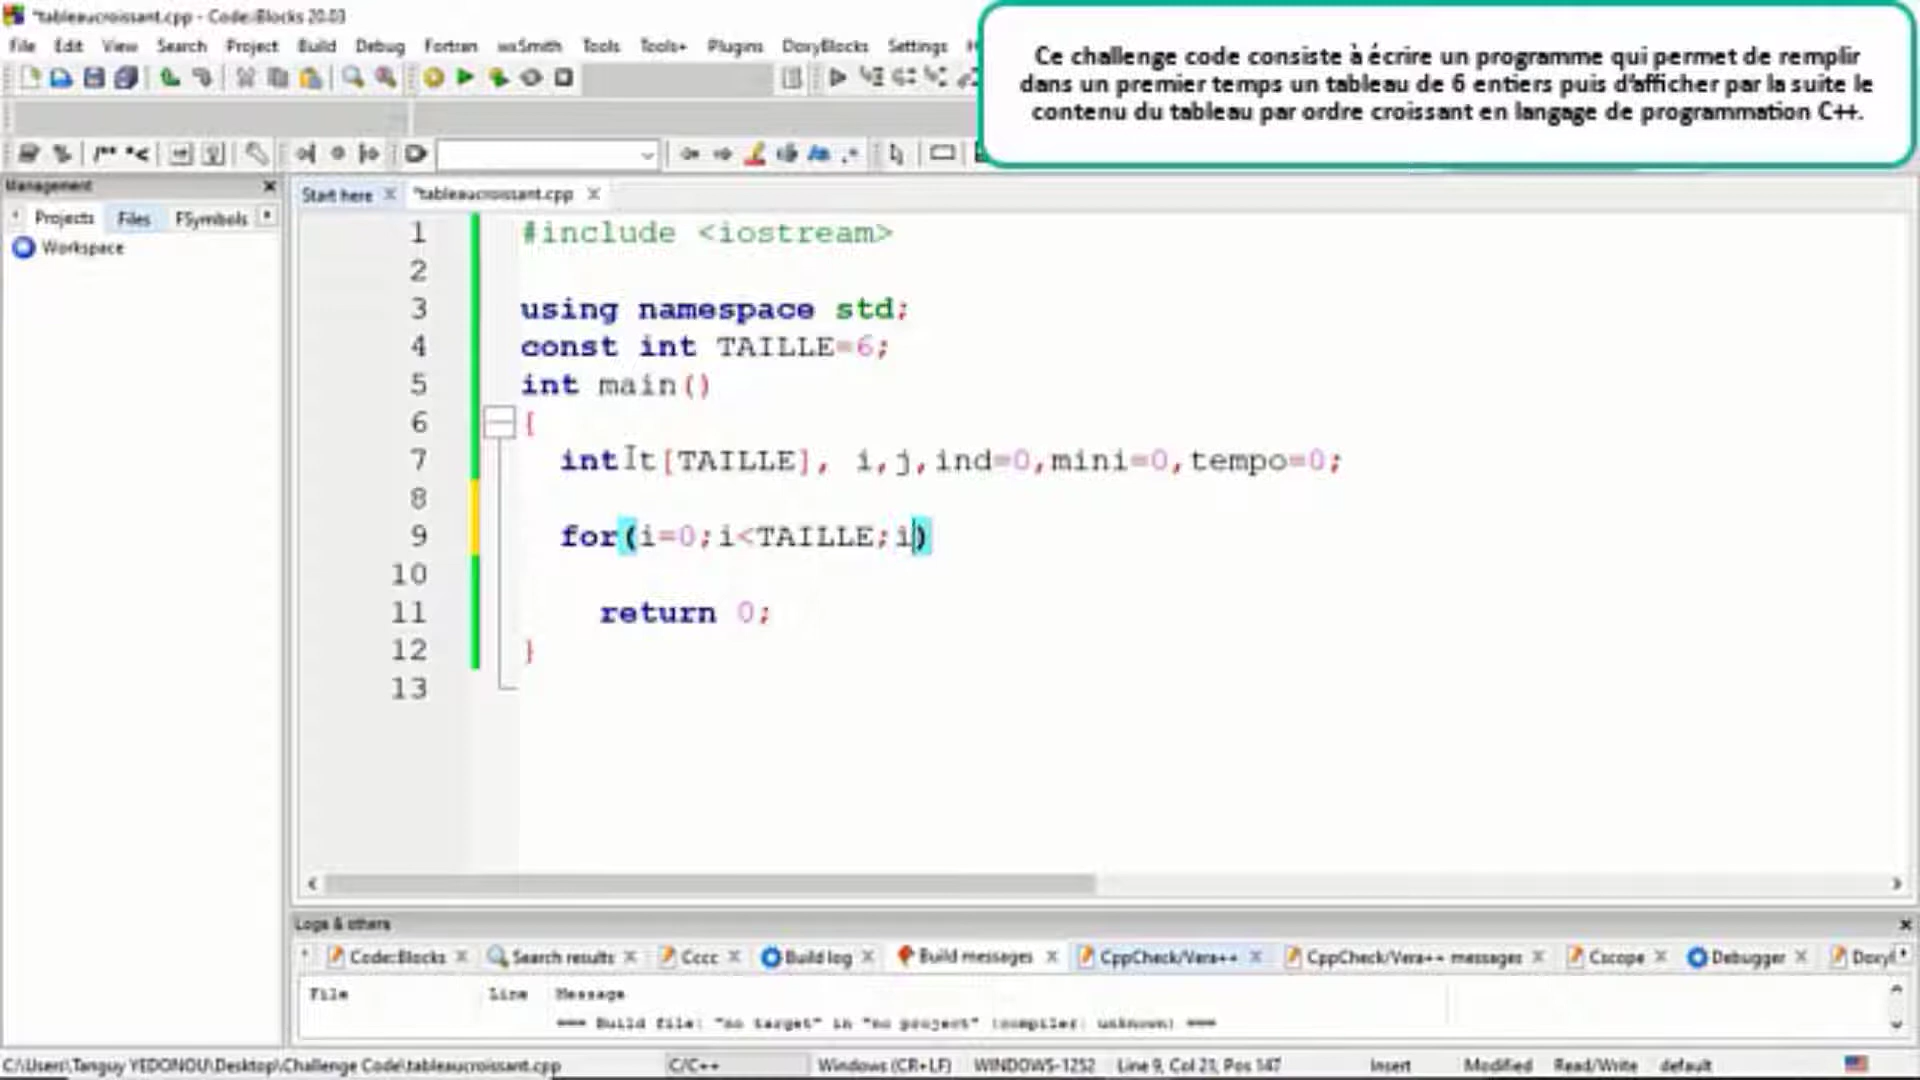 *tableaucroissant.cpp - Code::Blocks 20.03
File Edit View Search Project Build Debug Fortran wxSmith Tools Tools+ Plugins DoxyBlocks Settings
Ce challenge code consiste à écrire un programme qui permet de remplir
dans un premier temps un tableau de 6 entiers puis d'afficher par la suite le
contenu du tableau par ordre croissant en langage de programmation C++.
Management
Projects Files FSymbols
Workspace
Start here *tableaucroissant.cpp
1 #include <iostream>
2
3 using namespace std;
4 const int TAILLE=6;
5 int main()
6 {
7 int t[TAILLE], i,j,ind=0,mini=0,tempo=0;
8
9 for(i=0;i<TAILLE;i)
10
11 return 0;
12 }
13
Logs & others
Code::Blocks Search results Cccc Build log Build messages CppCheck/Vera++ CppCheck/Vera++ messages Cscope Debugger Doxyl
File Line Message
=== Build file: "no target" in "no project" (compiler: unknown) ===
C:\Users\Tanguy YEDONOU\Desktop\Challenge Code\tableaucroissant.cpp C/C++ Windows (CR+LF) WINDOWS-1252 Line 9, Col 21, Pos 147 Insert Modified Read/Write default